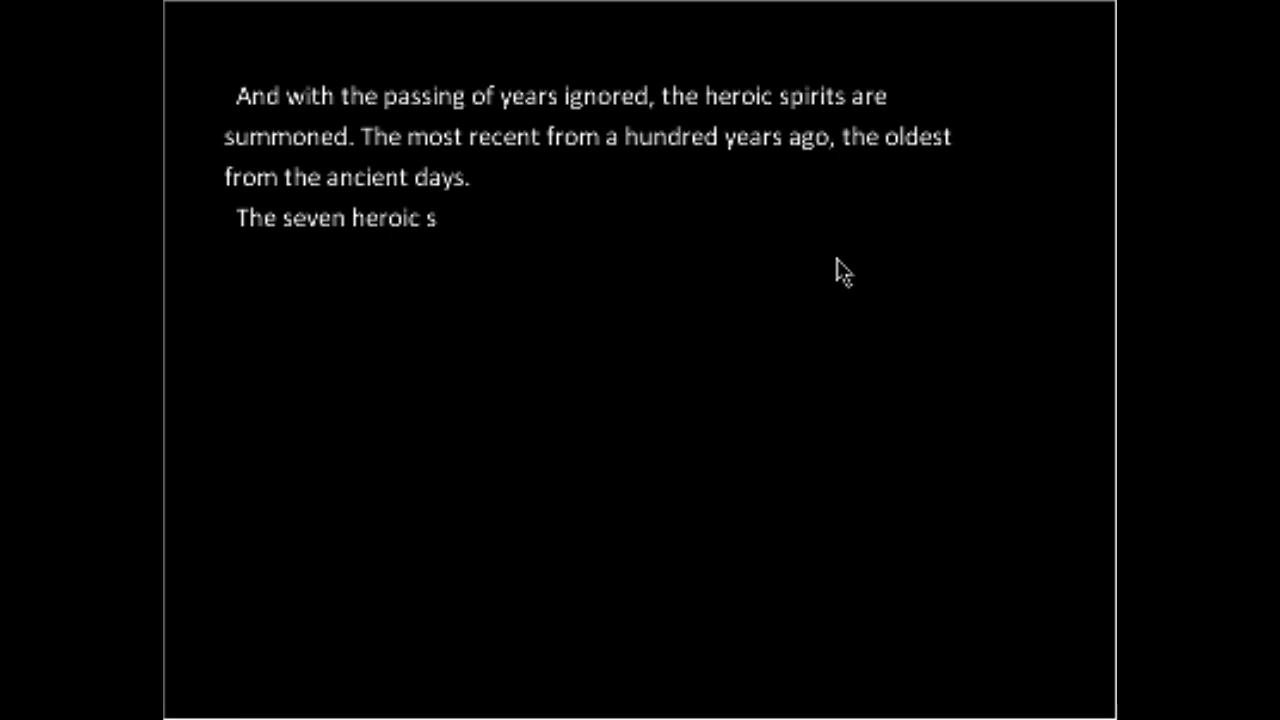 And with the passing of years ignored, the heroic spirits are
summoned. The most recent from a hundred years ago, the oldest
from the ancient days.
The seven heroic s